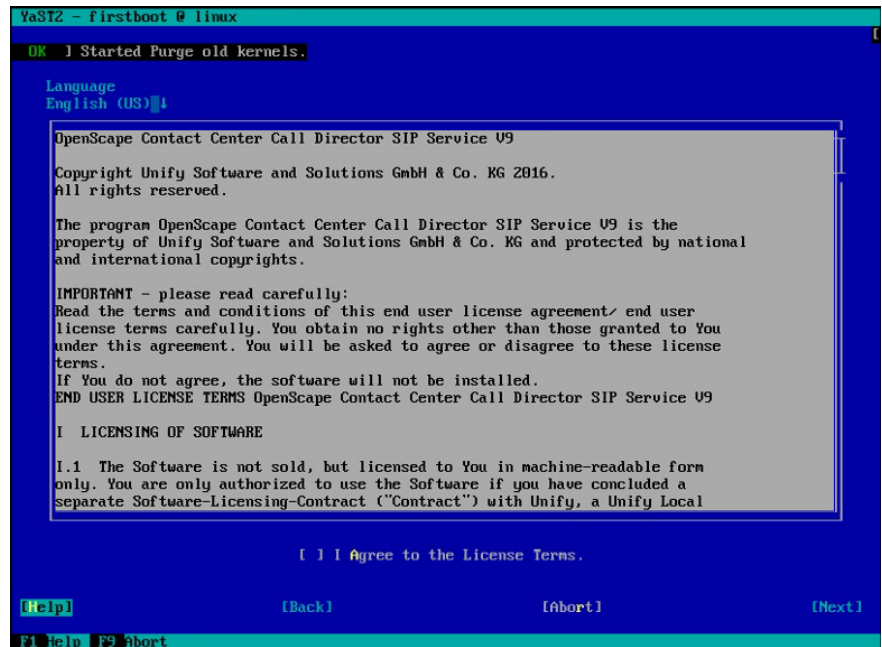 YaST2 - firstboot @ linux
[
OK ] Started Purge old kernels.
Language
English (US)↓
OpenScape Contact Center Call Director SIP Service V9
Copyright Unify Software and Solutions GmbH & Co. KG 2016.
All rights reserved.
The program OpenScape Contact Center Call Director SIP Service V9 is the
property of Unify Software and Solutions GmbH & Co. KG and protected by national
and international copyrights.
IMPORTANT - please read carefully:
Read the terms and conditions of this end user license agreement/ end user
license terms carefully. You obtain no rights other than those granted to You
under this agreement. You will be asked to agree or disagree to these license
terms.
If You do not agree, the software will not be installed.
END USER LICENSE TERMS OpenScape Contact Center Call Director SIP Service V9
I LICENSING OF SOFTWARE
I.1 The Software is not sold, but licensed to You in machine-readable form
only. You are only authorized to use the Software if you have concluded a
separate Software-Licensing-Contract ("Contract") with Unify, a Unify Local
[ ] I Agree to the License Terms.
[Help] [Back] [Abort] [Next]
F1 Help F9 Abort